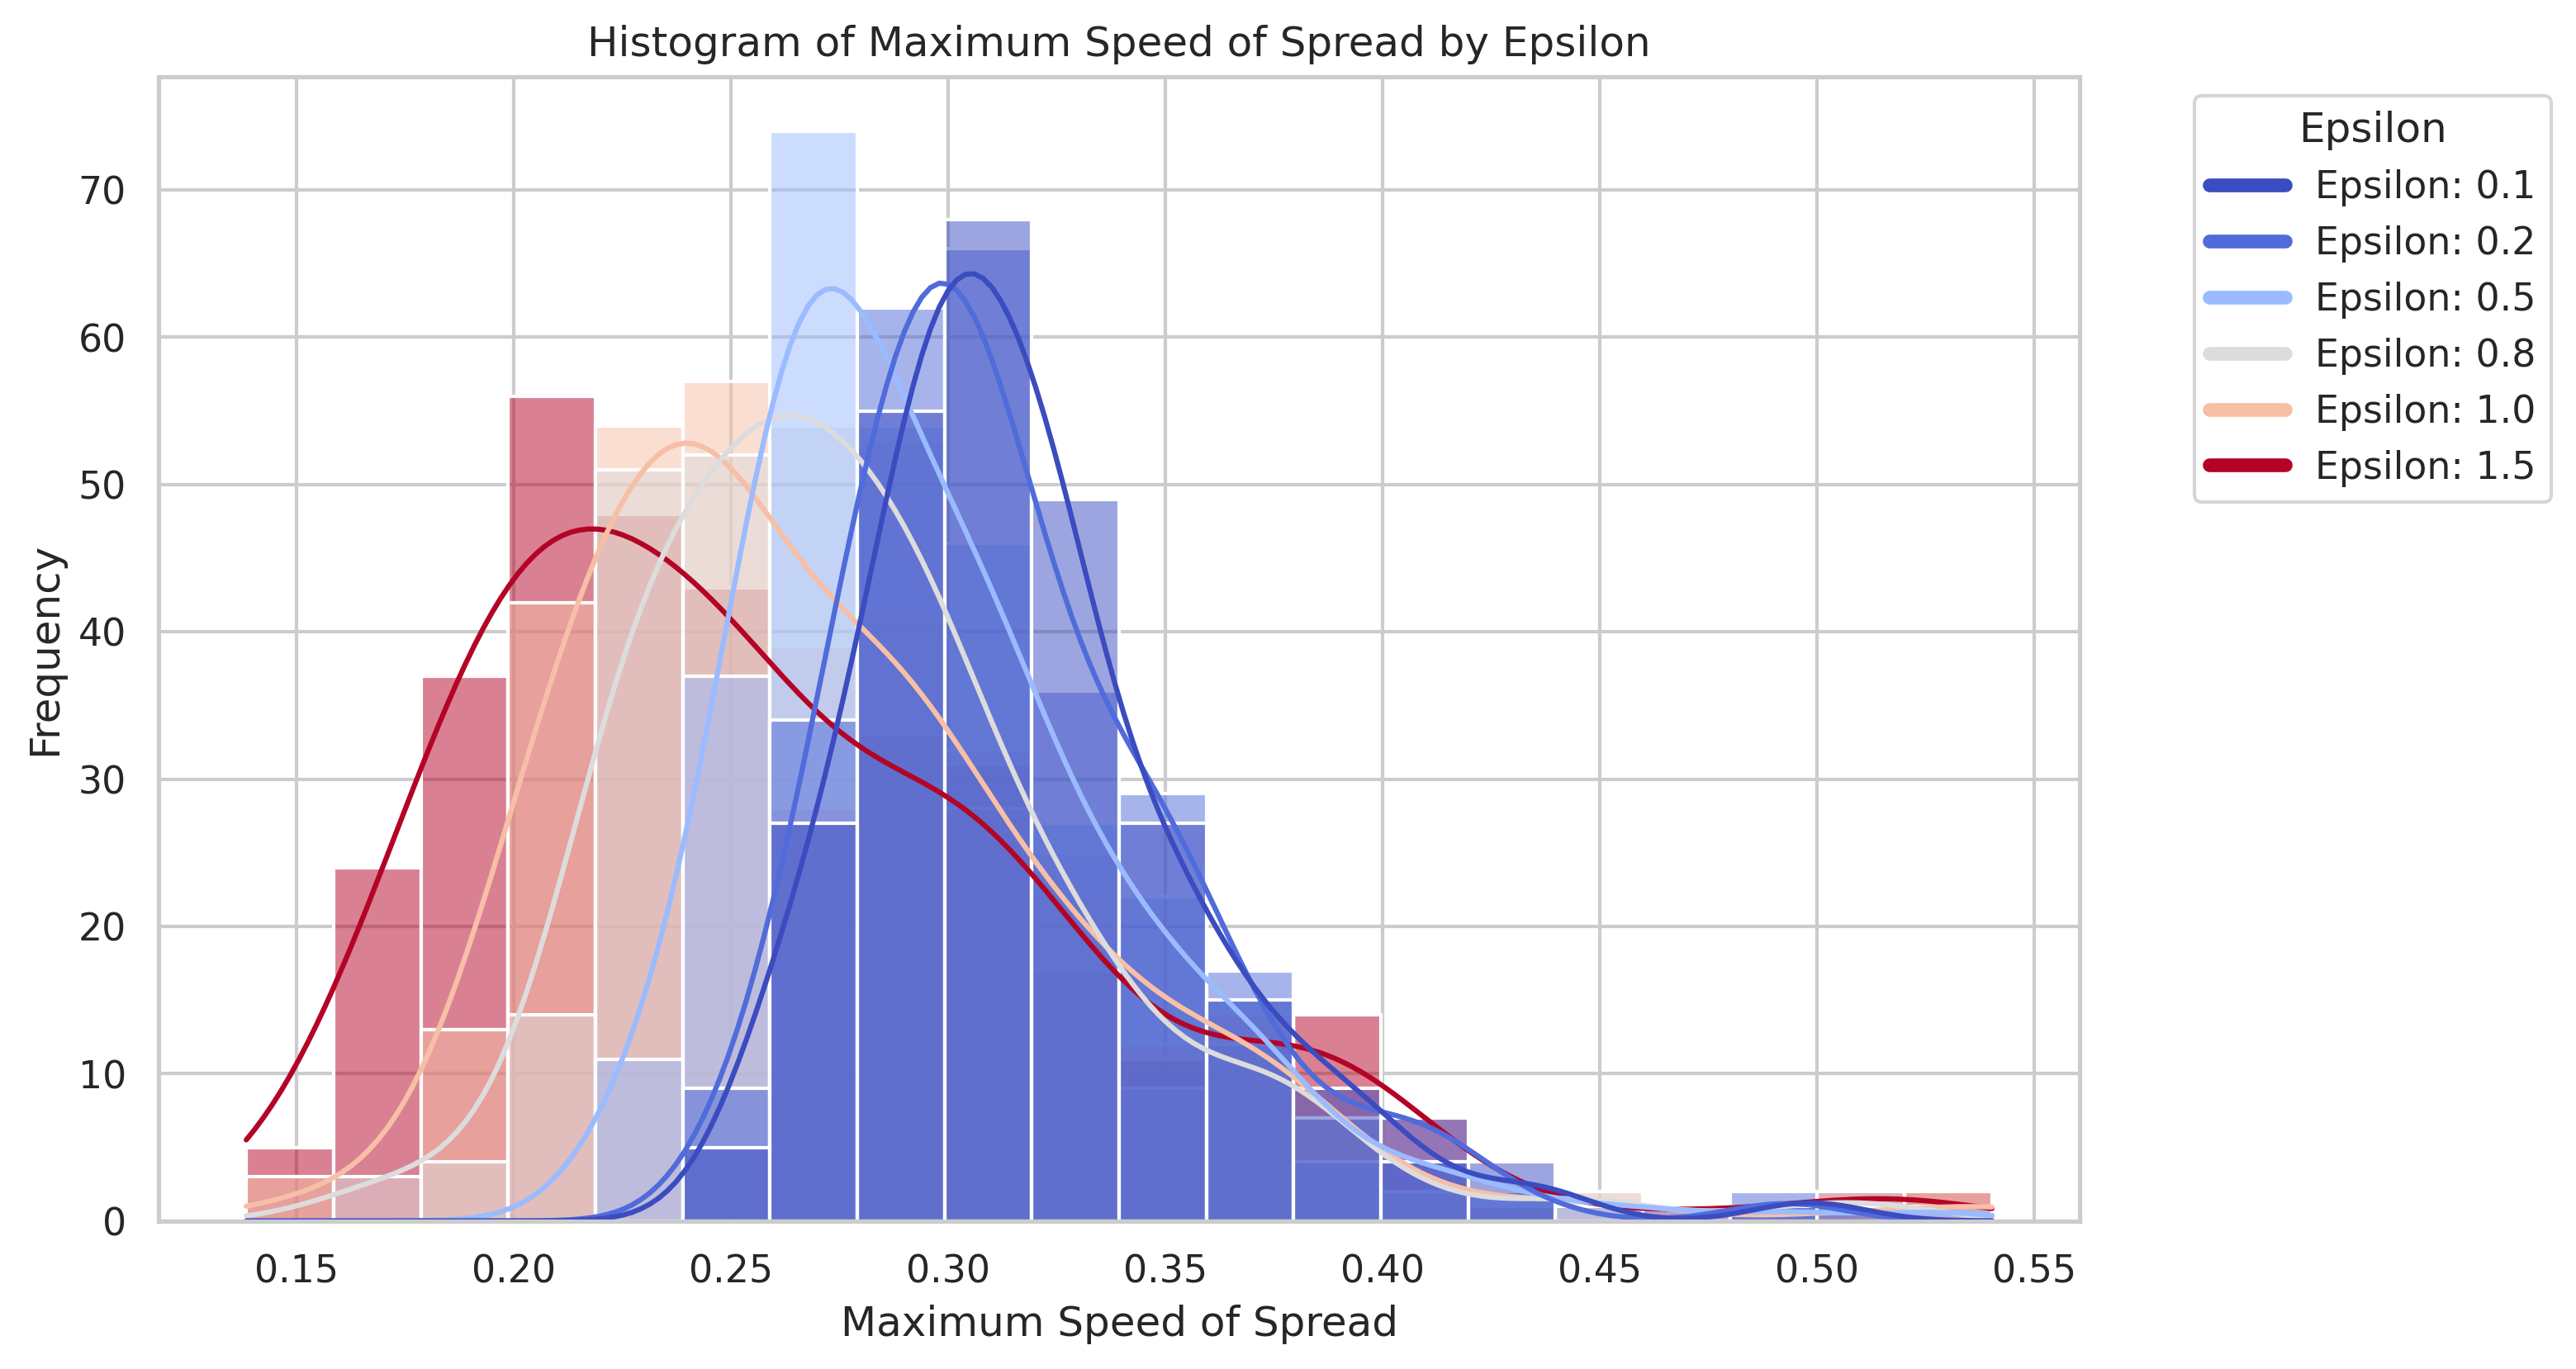 Histogram of Maximum Speed of Spread by Epsilon
Frequency
70
60
50
40
30
20
10
0
0.15 0.20 0.25 0.30 0.35 0.40 0.45 0.50 0.55
Maximum Speed of Spread
Epsilon
Epsilon: 0.1
Epsilon: 0.2
Epsilon: 0.5
Epsilon: 0.8
Epsilon: 1.0
Epsilon: 1.5